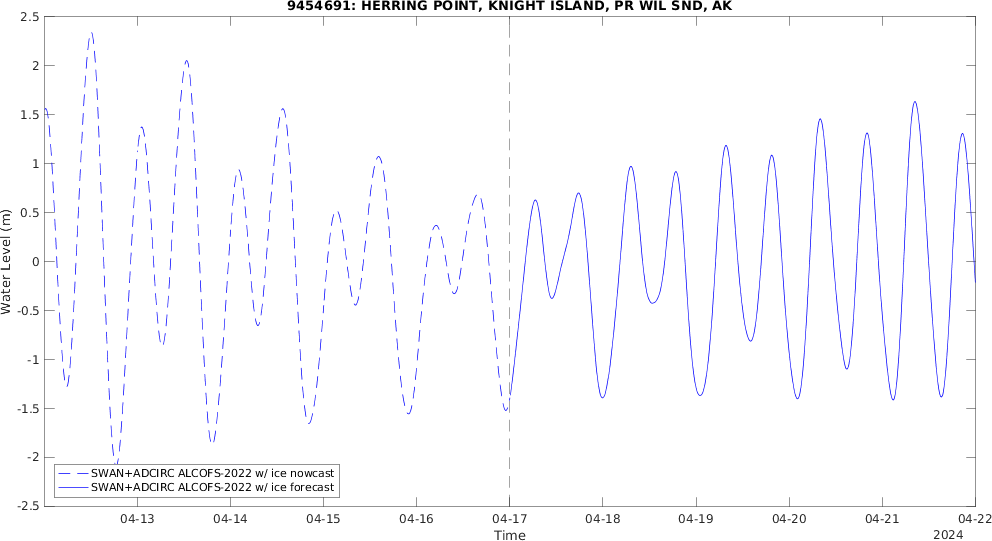 9454691: HERRING POINT, KNIGHT ISLAND, PR WIL SND, AK
2.5
2
1.5
1
0.5
0
-0.5
-1
-1.5
-2
-2.5
Water Level (m)
SWAN+ADCIRC ALCOFS-2022 w/ ice nowcast
SWAN+ADCIRC ALCOFS-2022 w/ ice forecast
04-13 04-14 04-15 04-16 04-17 04-18 04-19 04-20 04-21 04-22
Time
2024